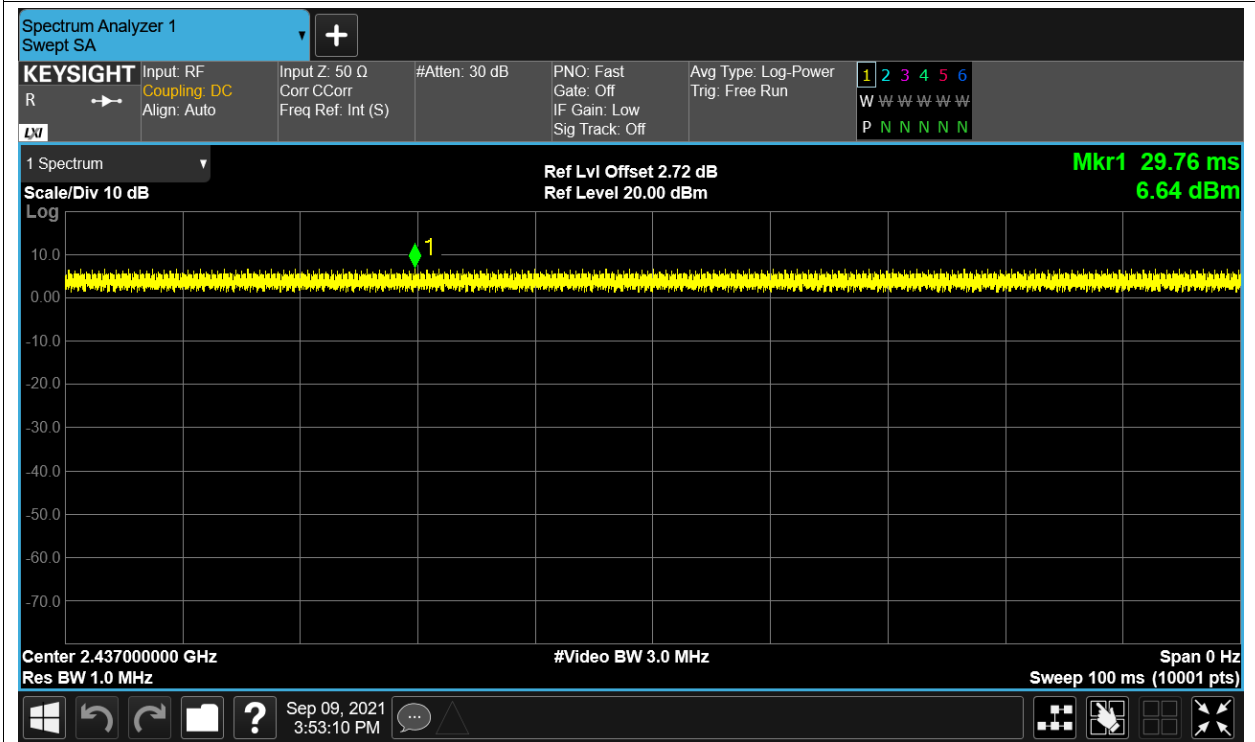 Spectrum Analyzer 1
Swept SA
KEYSIGHT
R
LXI
Input: RF
Coupling: DC
Align: Auto
Input Z: 50 Ω
Corr CCorr
Freq Ref: Int (S)
#Atten: 30 dB
PNO: Fast
Gate: Off
IF Gain: Low
Sig Track: Off
Avg Type: Log-Power
Trig: Free Run
1 2 3 4 5 6
W W W W W W
P N N N N N
1 Spectrum
Scale/Div 10 dB
Ref Lvl Offset 2.72 dB
Ref Level 20.00 dBm
Mkr1 29.76 ms
6.64 dBm
Log
1
10.0
0.00
-10.0
-20.0
-30.0
-40.0
-50.0
-60.0
-70.0
Center 2.437000000 GHz
#Video BW 3.0 MHz
Span 0 Hz
Res BW 1.0 MHz
Sweep 100 ms (10001 pts)
?
Sep 09, 2021
3:53:10 PM